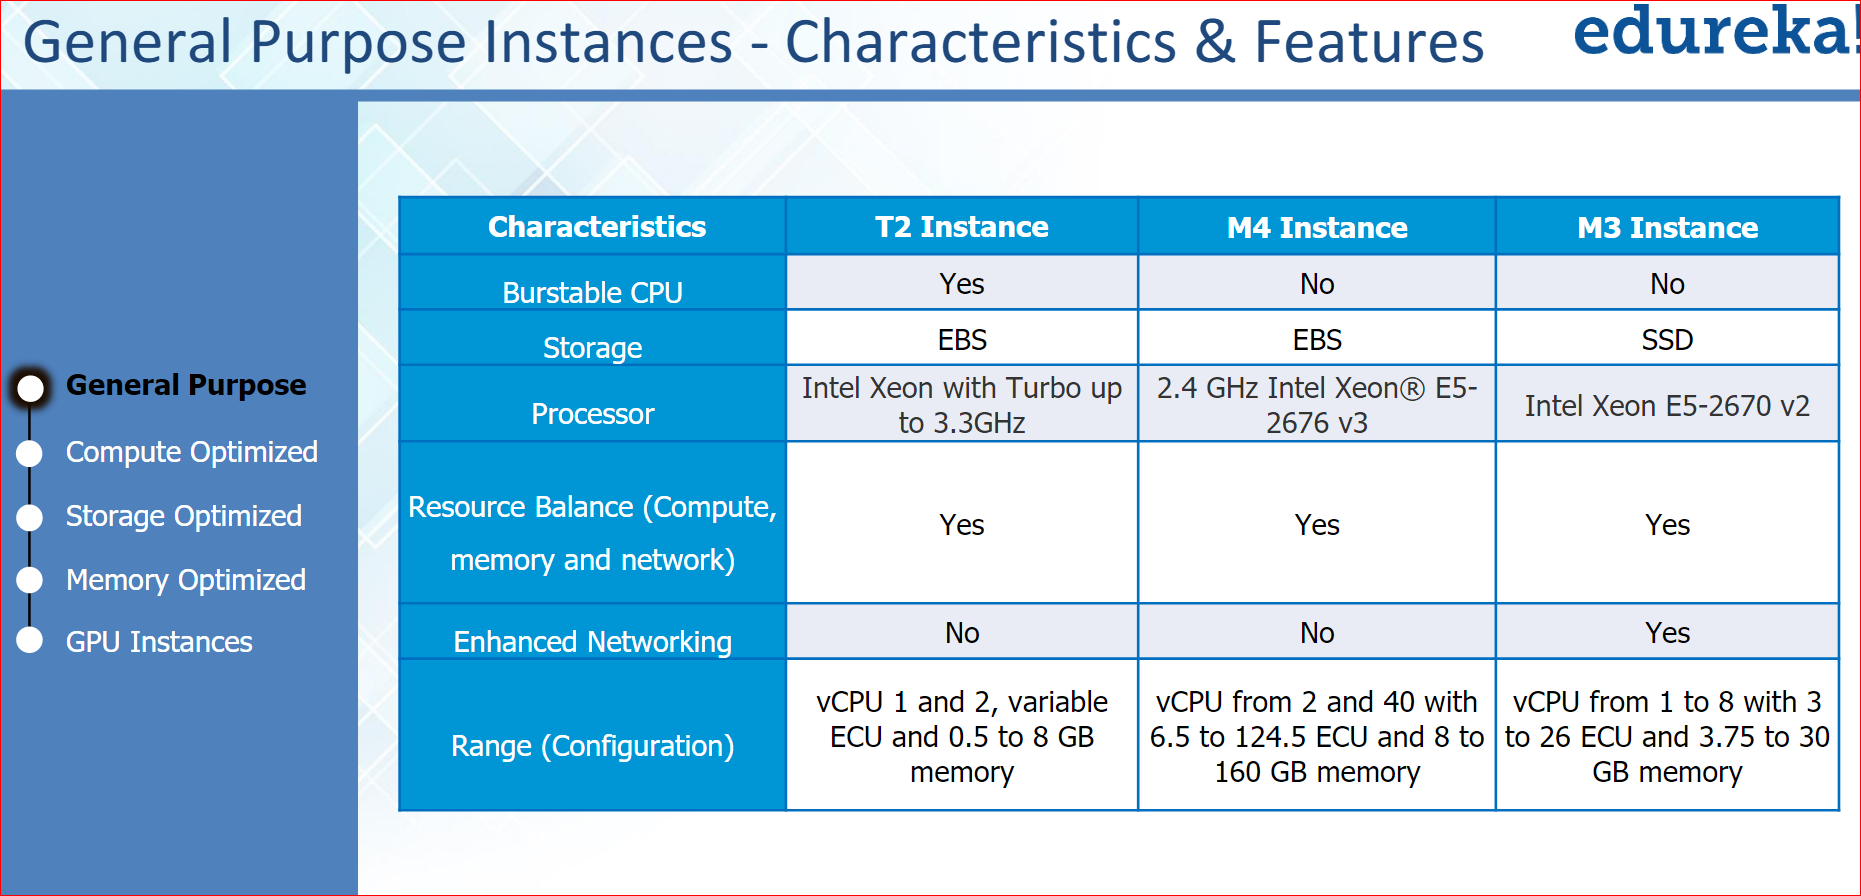 General Purpose Instances - Characteristics & Features
edureka!
General Purpose
Compute Optimized
Storage Optimized
Memory Optimized
GPU Instances
Characteristics
T2 Instance
M4 Instance
M3 Instance
Burstable CPU
Yes
No
No
Storage
EBS
EBS
SSD
Processor
Intel Xeon with Turbo up
to 3.3GHz
2.4 GHz Intel Xeon® E5-
2676 v3
Intel Xeon E5-2670 v2
Resource Balance (Compute,
memory and network)
Yes
Yes
Yes
Enhanced Networking
No
No
Yes
Range (Configuration)
vCPU 1 and 2, variable
ECU and 0.5 to 8 GB
memory
vCPU from 2 and 40 with
6.5 to 124.5 ECU and 8 to
160 GB memory
vCPU from 1 to 8 with 3
to 26 ECU and 3.75 to 30
GB memory